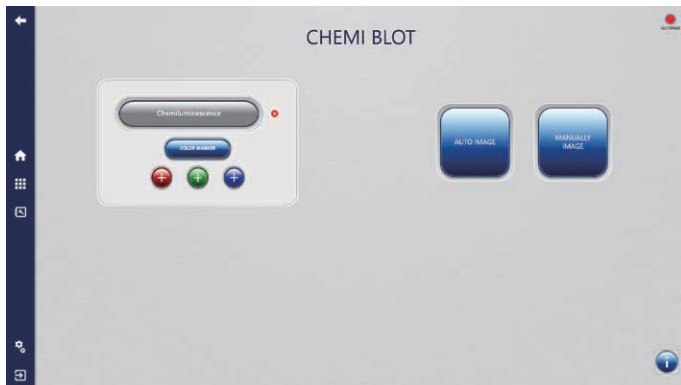 CHEMI BLOT
Chemiluminescence
COLOR MARKER
AUTO IMAGE
MANUALLY
IMAGE